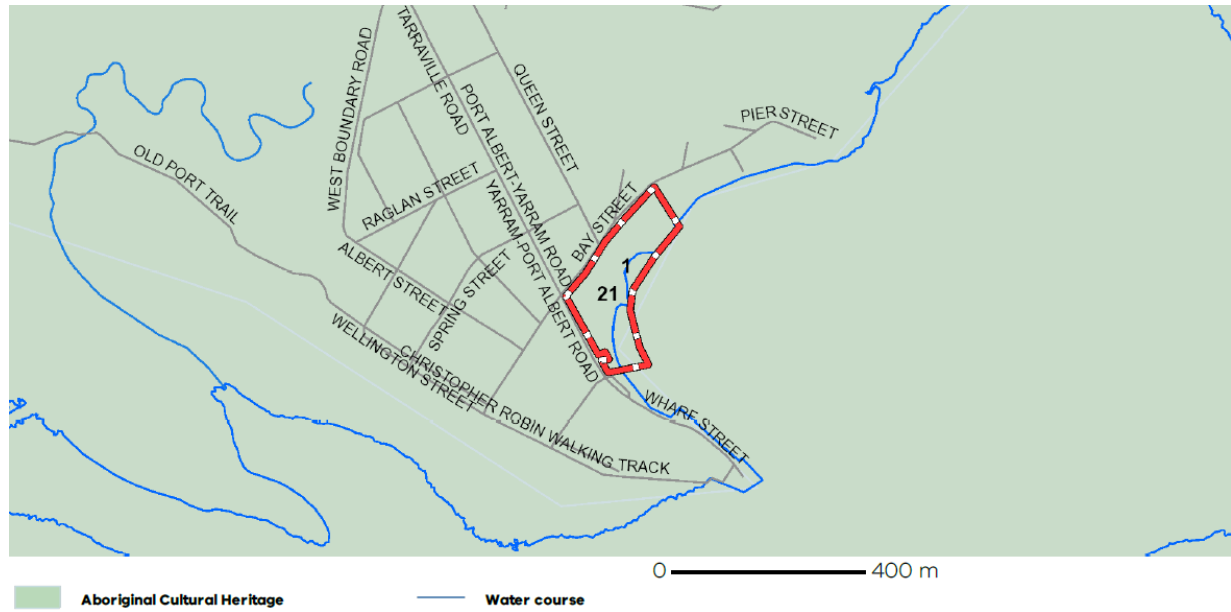 TARRAVILLE ROAD
WEST BOUNDARY ROAD
QUEEN STREET
PORT ALBERT-YARRAM ROAD
PIER STREET
OLD PORT TRAIL
RAGLAN STREET
YARRAM-PORT ALBERT ROAD
BAY STREET
ALBERT STREET
SPRING STREET
1
21
WELLINGTON STREET
CHRISTOPHER ROBIN WALKING TRACK
WHARF STREET
0 400 m
Aboriginal Cultural Heritage Water course